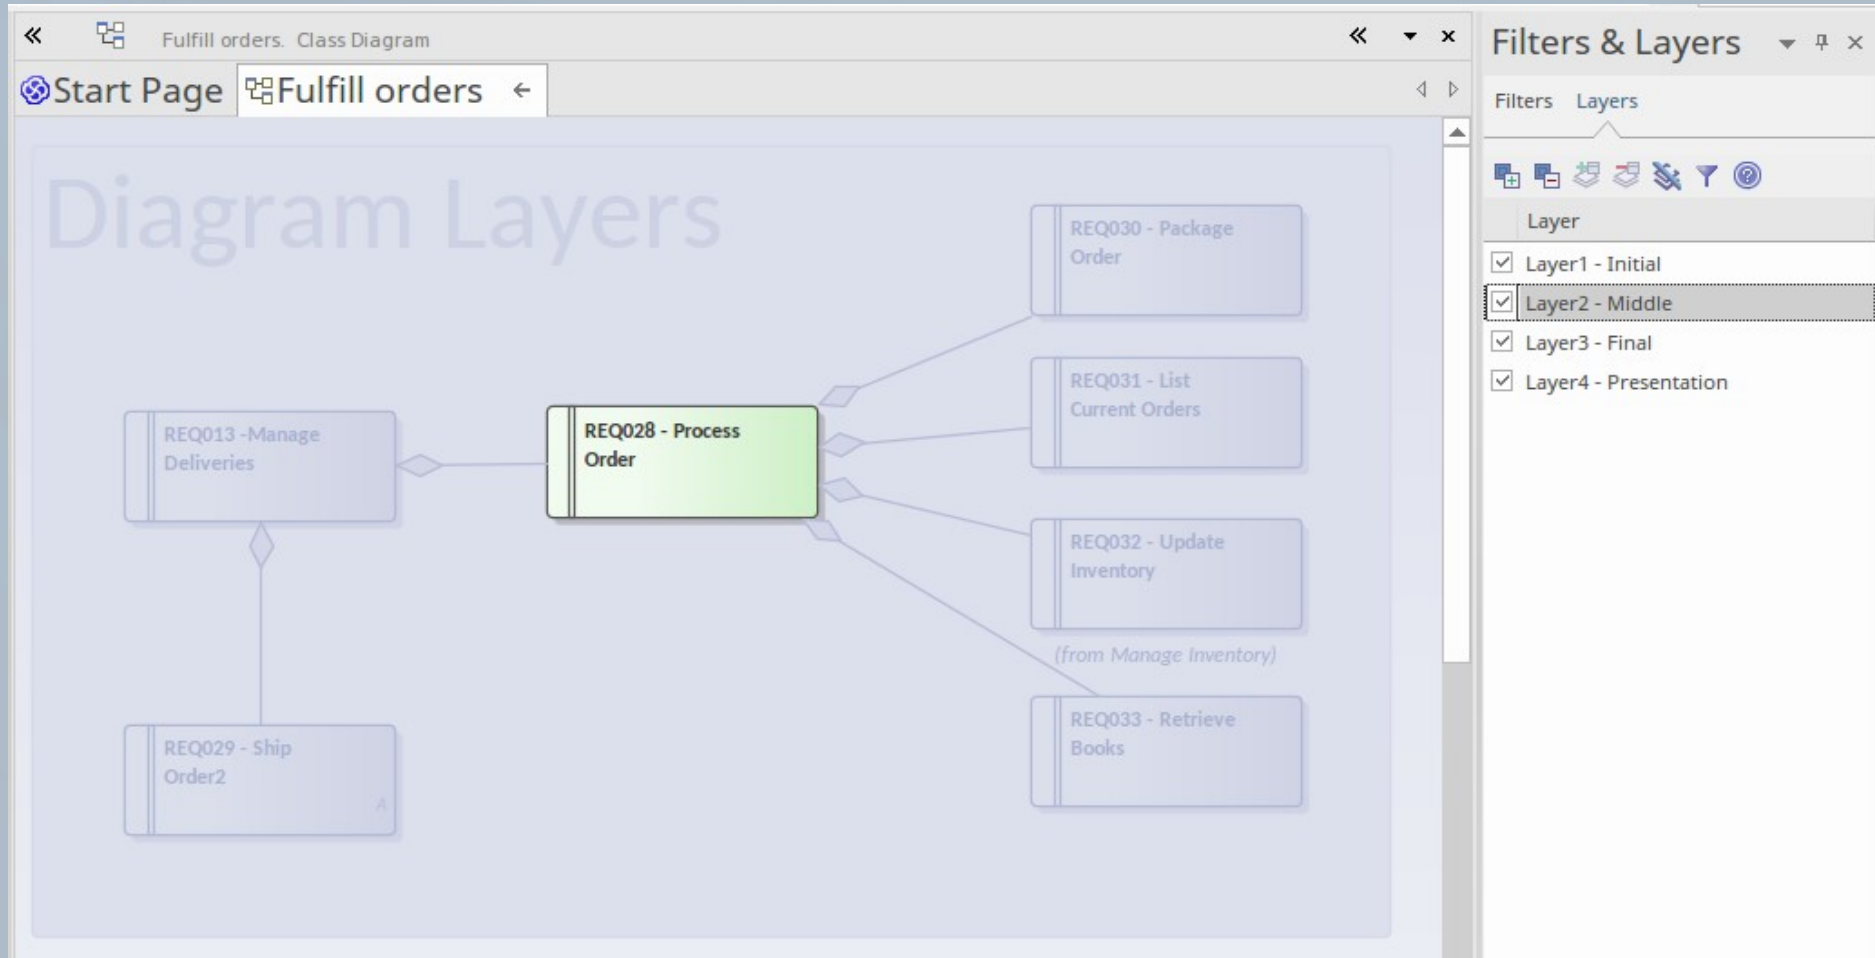 Fulfill orders. Class Diagram
Start Page
Fulfill orders
Diagram Layers
REQ030 - Package
Order
REQ031 - List
Current Orders
REQ013 -Manage
Deliveries
REQ028 - Process
Order
REQ032 - Update
Inventory
(from Manage Inventory)
REQ033 - Retrieve
Books
REQ029 - Ship
Order2
A
Filters & Layers
Filters Layers
Layer
Layer1 - Initial
Layer2 - Middle
Layer3 - Final
Layer4 - Presentation